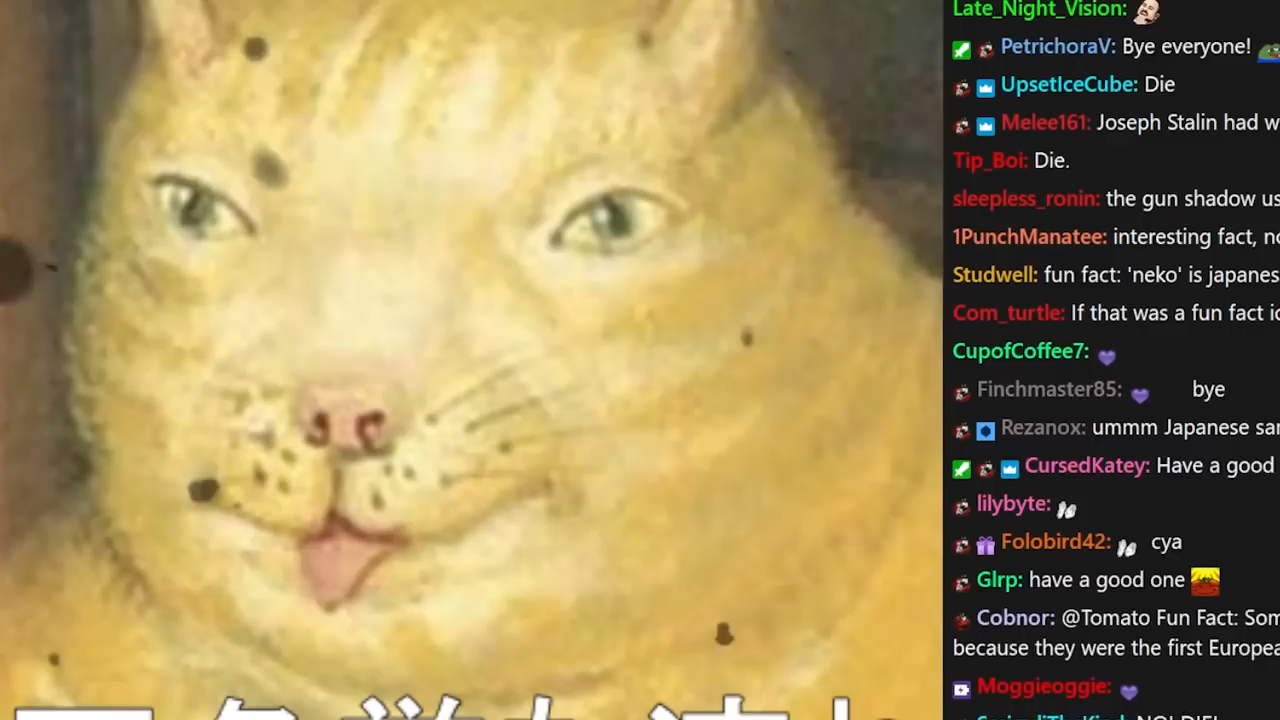 Late_Night_Vision:
PetrichoraV: Bye everyone!
UpsetIceCube: Die
Melee161: Joseph Stalin had w
Tip_Boi: Die.
sleepless_ronin: the gun shadow us
1PunchManatee: interesting fact, no
Studwell: fun fact: 'neko' is japanes
Com_turtle: If that was a fun fact i
CupofCoffee7:
Finchmaster85: bye
Rezanox: ummm Japanese sa
CursedKatey: Have a good
lilybyte:
Folobird42: cya
Glrp: have a good one
Cobnor: @Tomato Fun Fact: Som
because they were the first Europea
Moggieoggie: